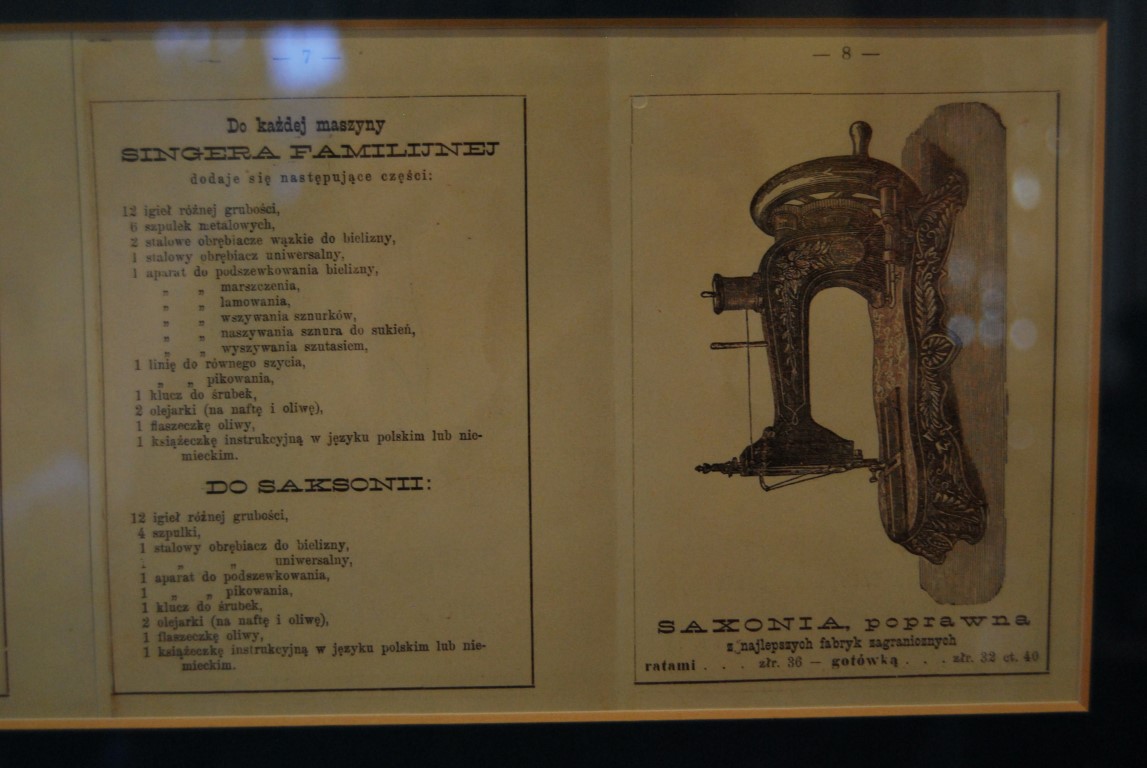 — 7 —
Do każdej maszyny
SINGERA FAMILIJNEJ
dodaje się następujące części:
12 igieł różnej grubości,
6 szpulek metalowych,
2 stalowe obrębiacze wązkie do bielizny,
1 stalowy obrębiacz uniwersalny,
1 aparat do podszewkowania bielizny,
„ „ marszczenia,
„ „ lamowania,
„ „ wszywania sznurków,
„ „ naszywania sznura do sukień,
„ „ wyszywania szutasiem,
1 linię do równego szycia,
„ „ pikowania,
1 klucz do śrubek,
2 olejarki (na naftę i oliwę),
1 flaszeczkę oliwy,
1 książeczkę instrukcyjną w języku polskim lub nie-
mieckim.
DO SAKSONII:
12 igieł różnej grubości,
4 szpulki,
1 stalowy obrębiacz do bielizny,
„ „ uniwersalny,
1 aparat do podszewkowania,
1 „ „ pikowania,
1 klucz do śrubek,
2 olejarki (na naftę i oliwę),
1 flaszeczkę oliwy,
1 książeczkę instrukcyjną w języku polskim lub nie-
mieckim.
— 8 —
SAXONIA, poprawna
z najlepszych fabryk zagranicznych
ratami . . . złr. 36 — gotówką . . . złr. 32 ct. 40